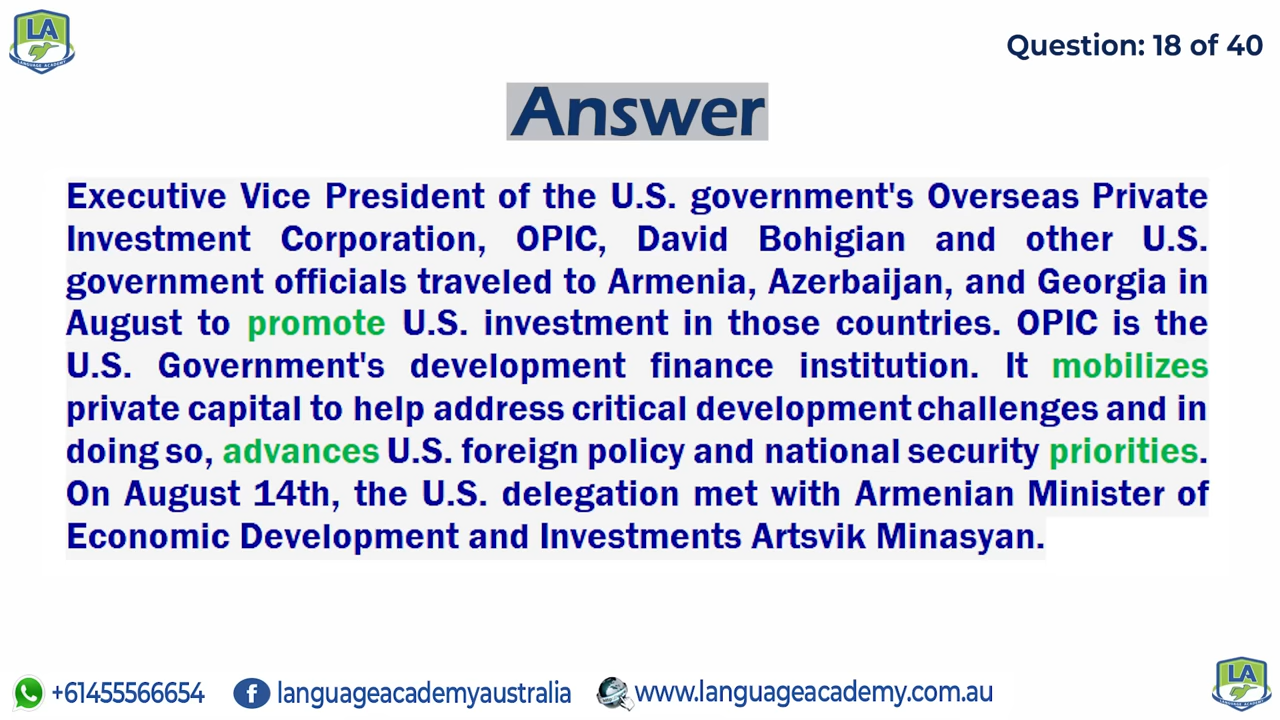 LA
LANGUAGE ACADEMY
Question: 18 of 40
Answer
Executive Vice President of the U.S. government's Overseas Private
Investment Corporation, OPIC, David Bohigian and other U.S.
government officials traveled to Armenia, Azerbaijan, and Georgia in
August to promote U.S. investment in those countries. OPIC is the
U.S. Government's development finance institution. It mobilizes
private capital to help address critical development challenges and in
doing so, advances U.S. foreign policy and national security priorities.
On August 14th, the U.S. delegation met with Armenian Minister of
Economic Development and Investments Artsvik Minasyan.
+61455566654 languageacademyaustralia www.languageacademy.com.au
LA
LANGUAGE ACADEMY